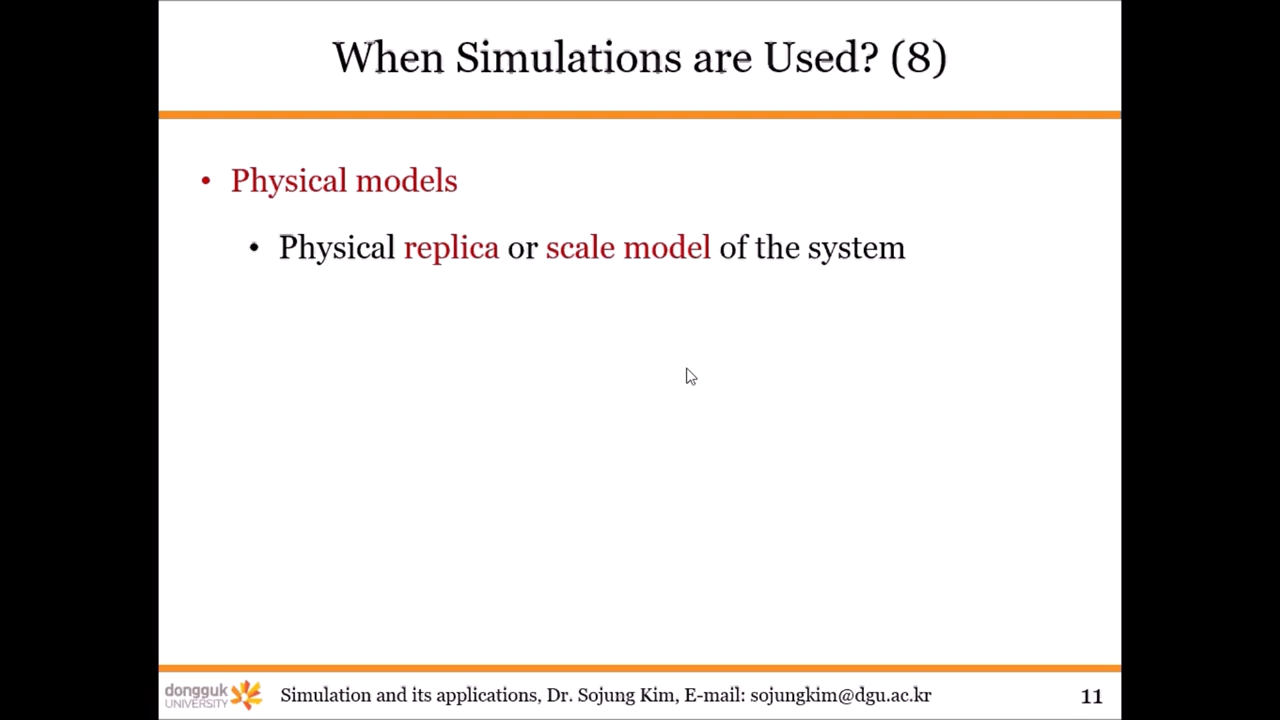 When Simulations are Used? (8)
• Physical models
• Physical replica or scale model of the system
dongguk
UNIVERSITY
Simulation and its applications, Dr. Sojung Kim, E-mail: sojungkim@dgu.ac.kr
11